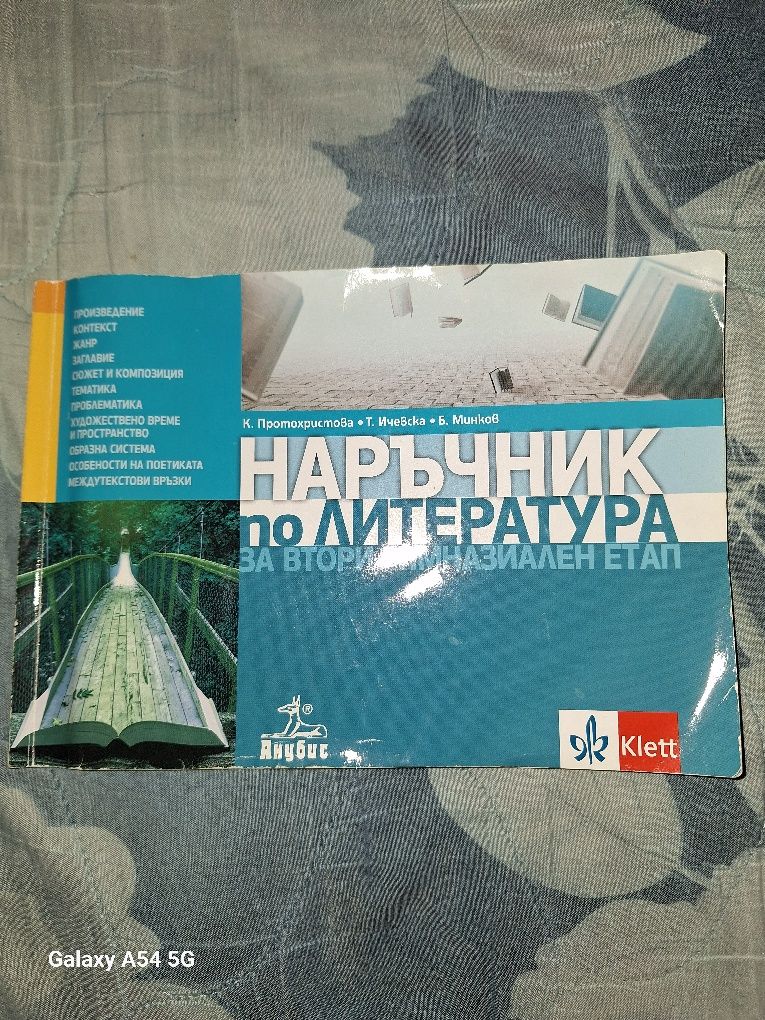 ПРОИЗВЕДЕНИЕ
КОНТЕКСТ
ЖАНР
ЗАГЛАВИЕ
СЮЖЕТ И КОМПОЗИЦИЯ
ТЕМАТИКА
ПРОБЛЕМАТИКА
ХУДОЖЕСТВЕНО ВРЕМЕ
И ПРОСТРАНСТВО
ОБРАЗНА СИСТЕМА
ОСОБЕНОСТИ НА ПОЕТИКАТА
МЕЖДУТЕКСТОВИ ВРЪЗКИ
К. Протохристова • Т. Ичевска • Б. Минков
НАРЪЧНИК
по ЛИТЕРАТУРА
ЗА ВТОРИ ГИМНАЗИАЛЕН ЕТАП
®
Анубис
Klett
Galaxy A54 5G